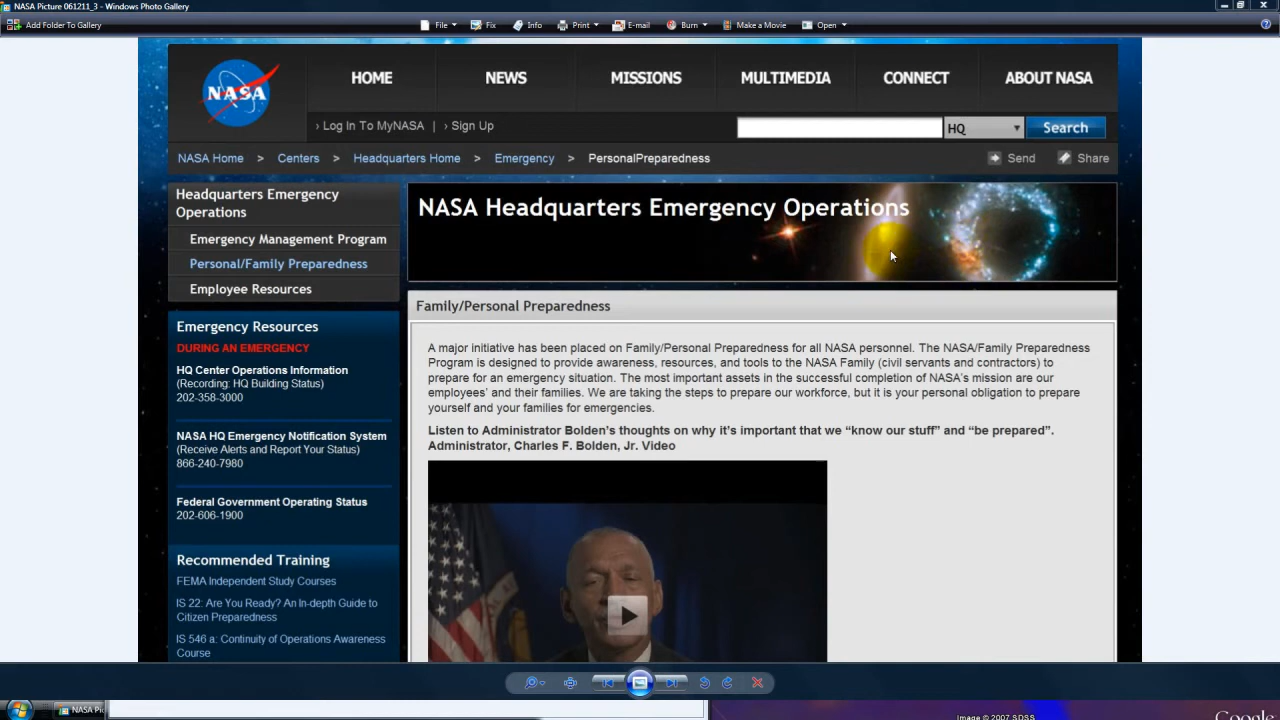 NASA Picture 061211_3 - Windows Photo Gallery
Add Folder To Gallery
File
Fix
Info
Print
E-mail
Burn
Make a Movie
Open
NASA
HOME
NEWS
MISSIONS
MULTIMEDIA
CONNECT
ABOUT NASA
› Log In To MyNASA | › Sign Up
HQ
Search
NASA Home > Centers > Headquarters Home > Emergency > PersonalPreparedness
Send
Share
Headquarters Emergency
Operations
Emergency Management Program
Personal/Family Preparedness
Employee Resources
Emergency Resources
DURING AN EMERGENCY
HQ Center Operations Information
(Recording: HQ Building Status)
202-358-3000
NASA HQ Emergency Notification System
(Receive Alerts and Report Your Status)
866-240-7980
Federal Government Operating Status
202-606-1900
Recommended Training
FEMA Independent Study Courses
IS 22: Are You Ready? An In-depth Guide to
Citizen Preparedness
IS 546 a: Continuity of Operations Awareness
Course
NASA Headquarters Emergency Operations
Family/Personal Preparedness
A major initiative has been placed on Family/Personal Preparedness for all NASA personnel. The NASA/Family Preparedness
Program is designed to provide awareness, resources, and tools to the NASA Family (civil servants and contractors) to
prepare for an emergency situation. The most important assets in the successful completion of NASA's mission are our
employees' and their families. We are taking the steps to prepare our workforce, but it is your personal obligation to prepare
yourself and your families for emergencies.
Listen to Administrator Bolden's thoughts on why it's important that we “know our stuff” and “be prepared”.
Administrator, Charles F. Bolden, Jr. Video
NASA Pic
Image © 2007 SDSS
Google